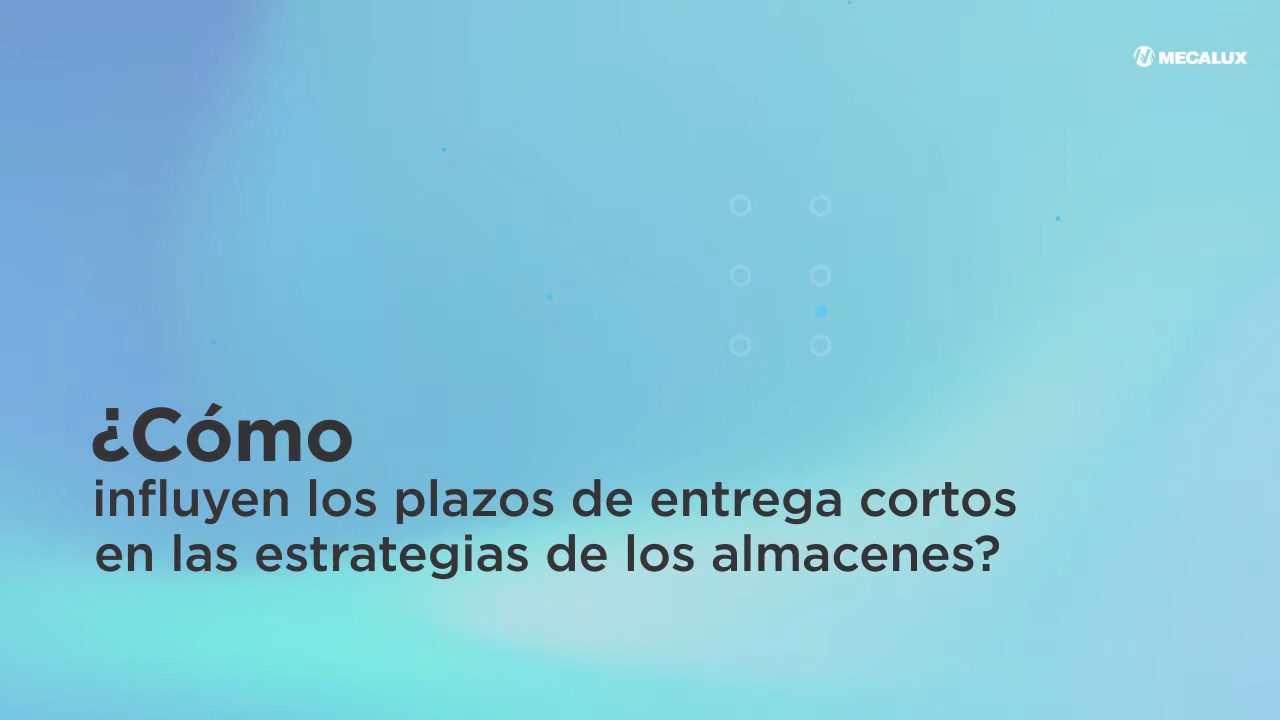 MECALUX
¿Cómo
influyen los plazos de entrega cortos
en las estrategias de los almacenes?